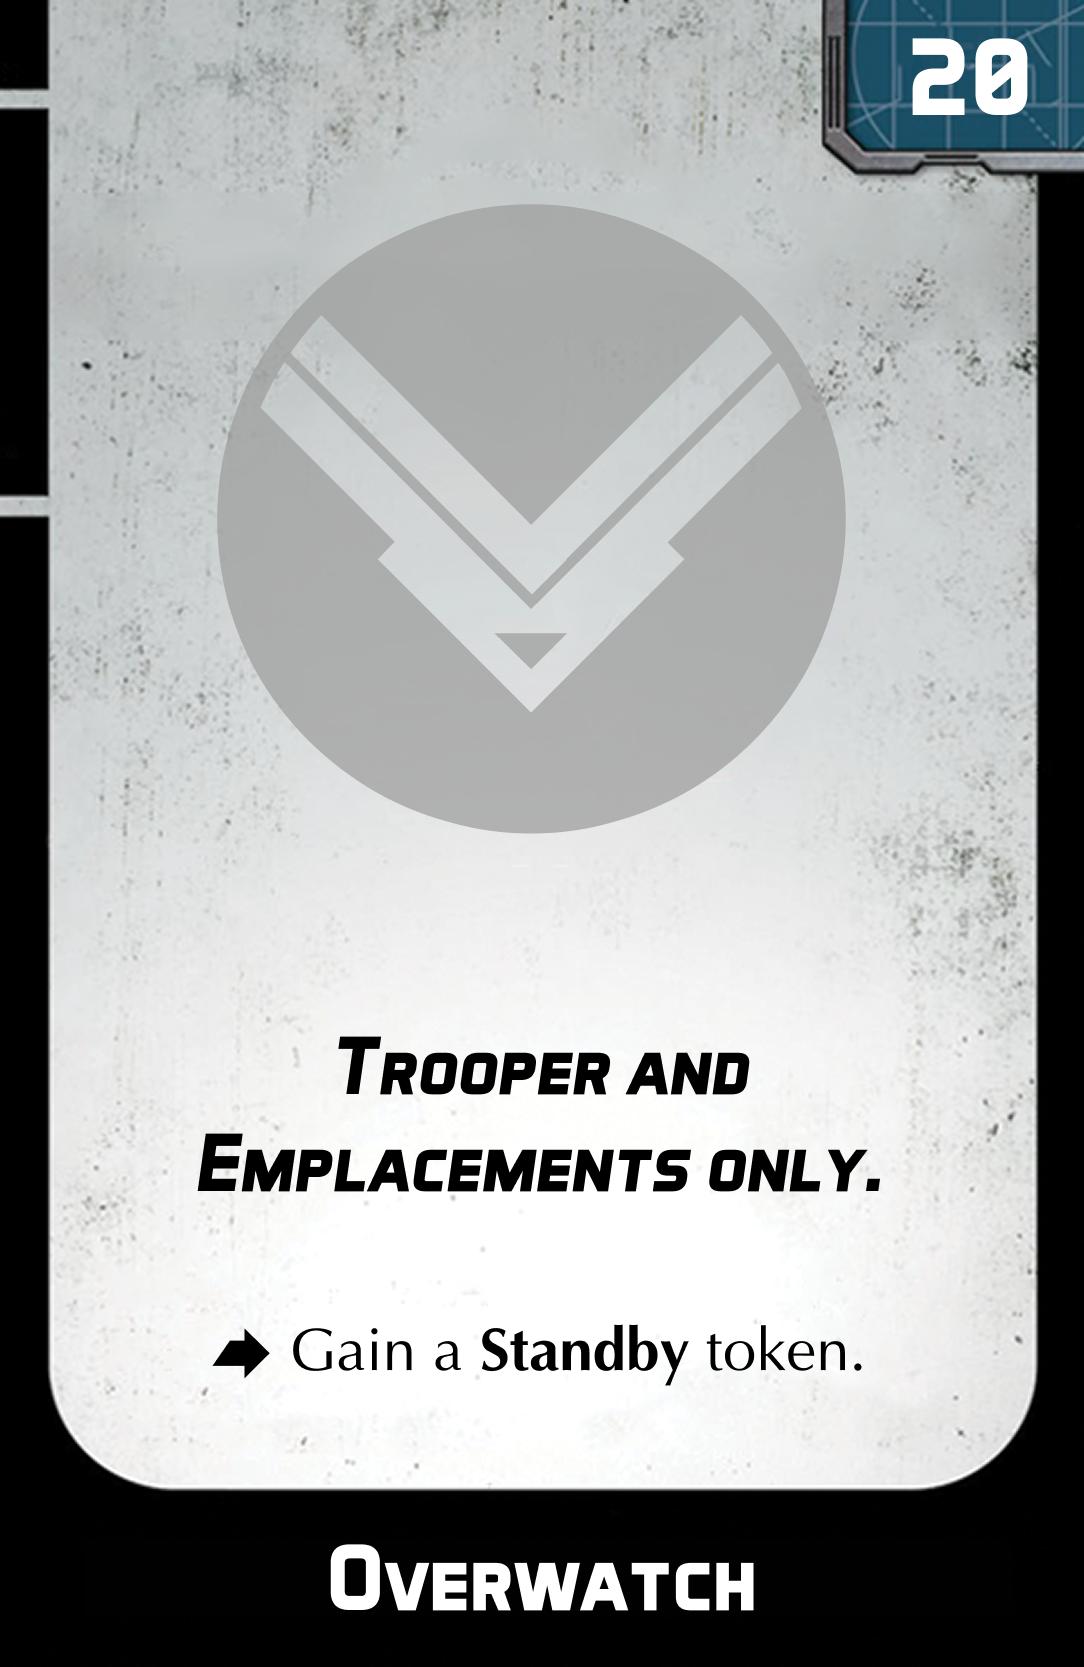 20
Trooper and
Emplacements only.
Gain a Standby token.
Overwatch